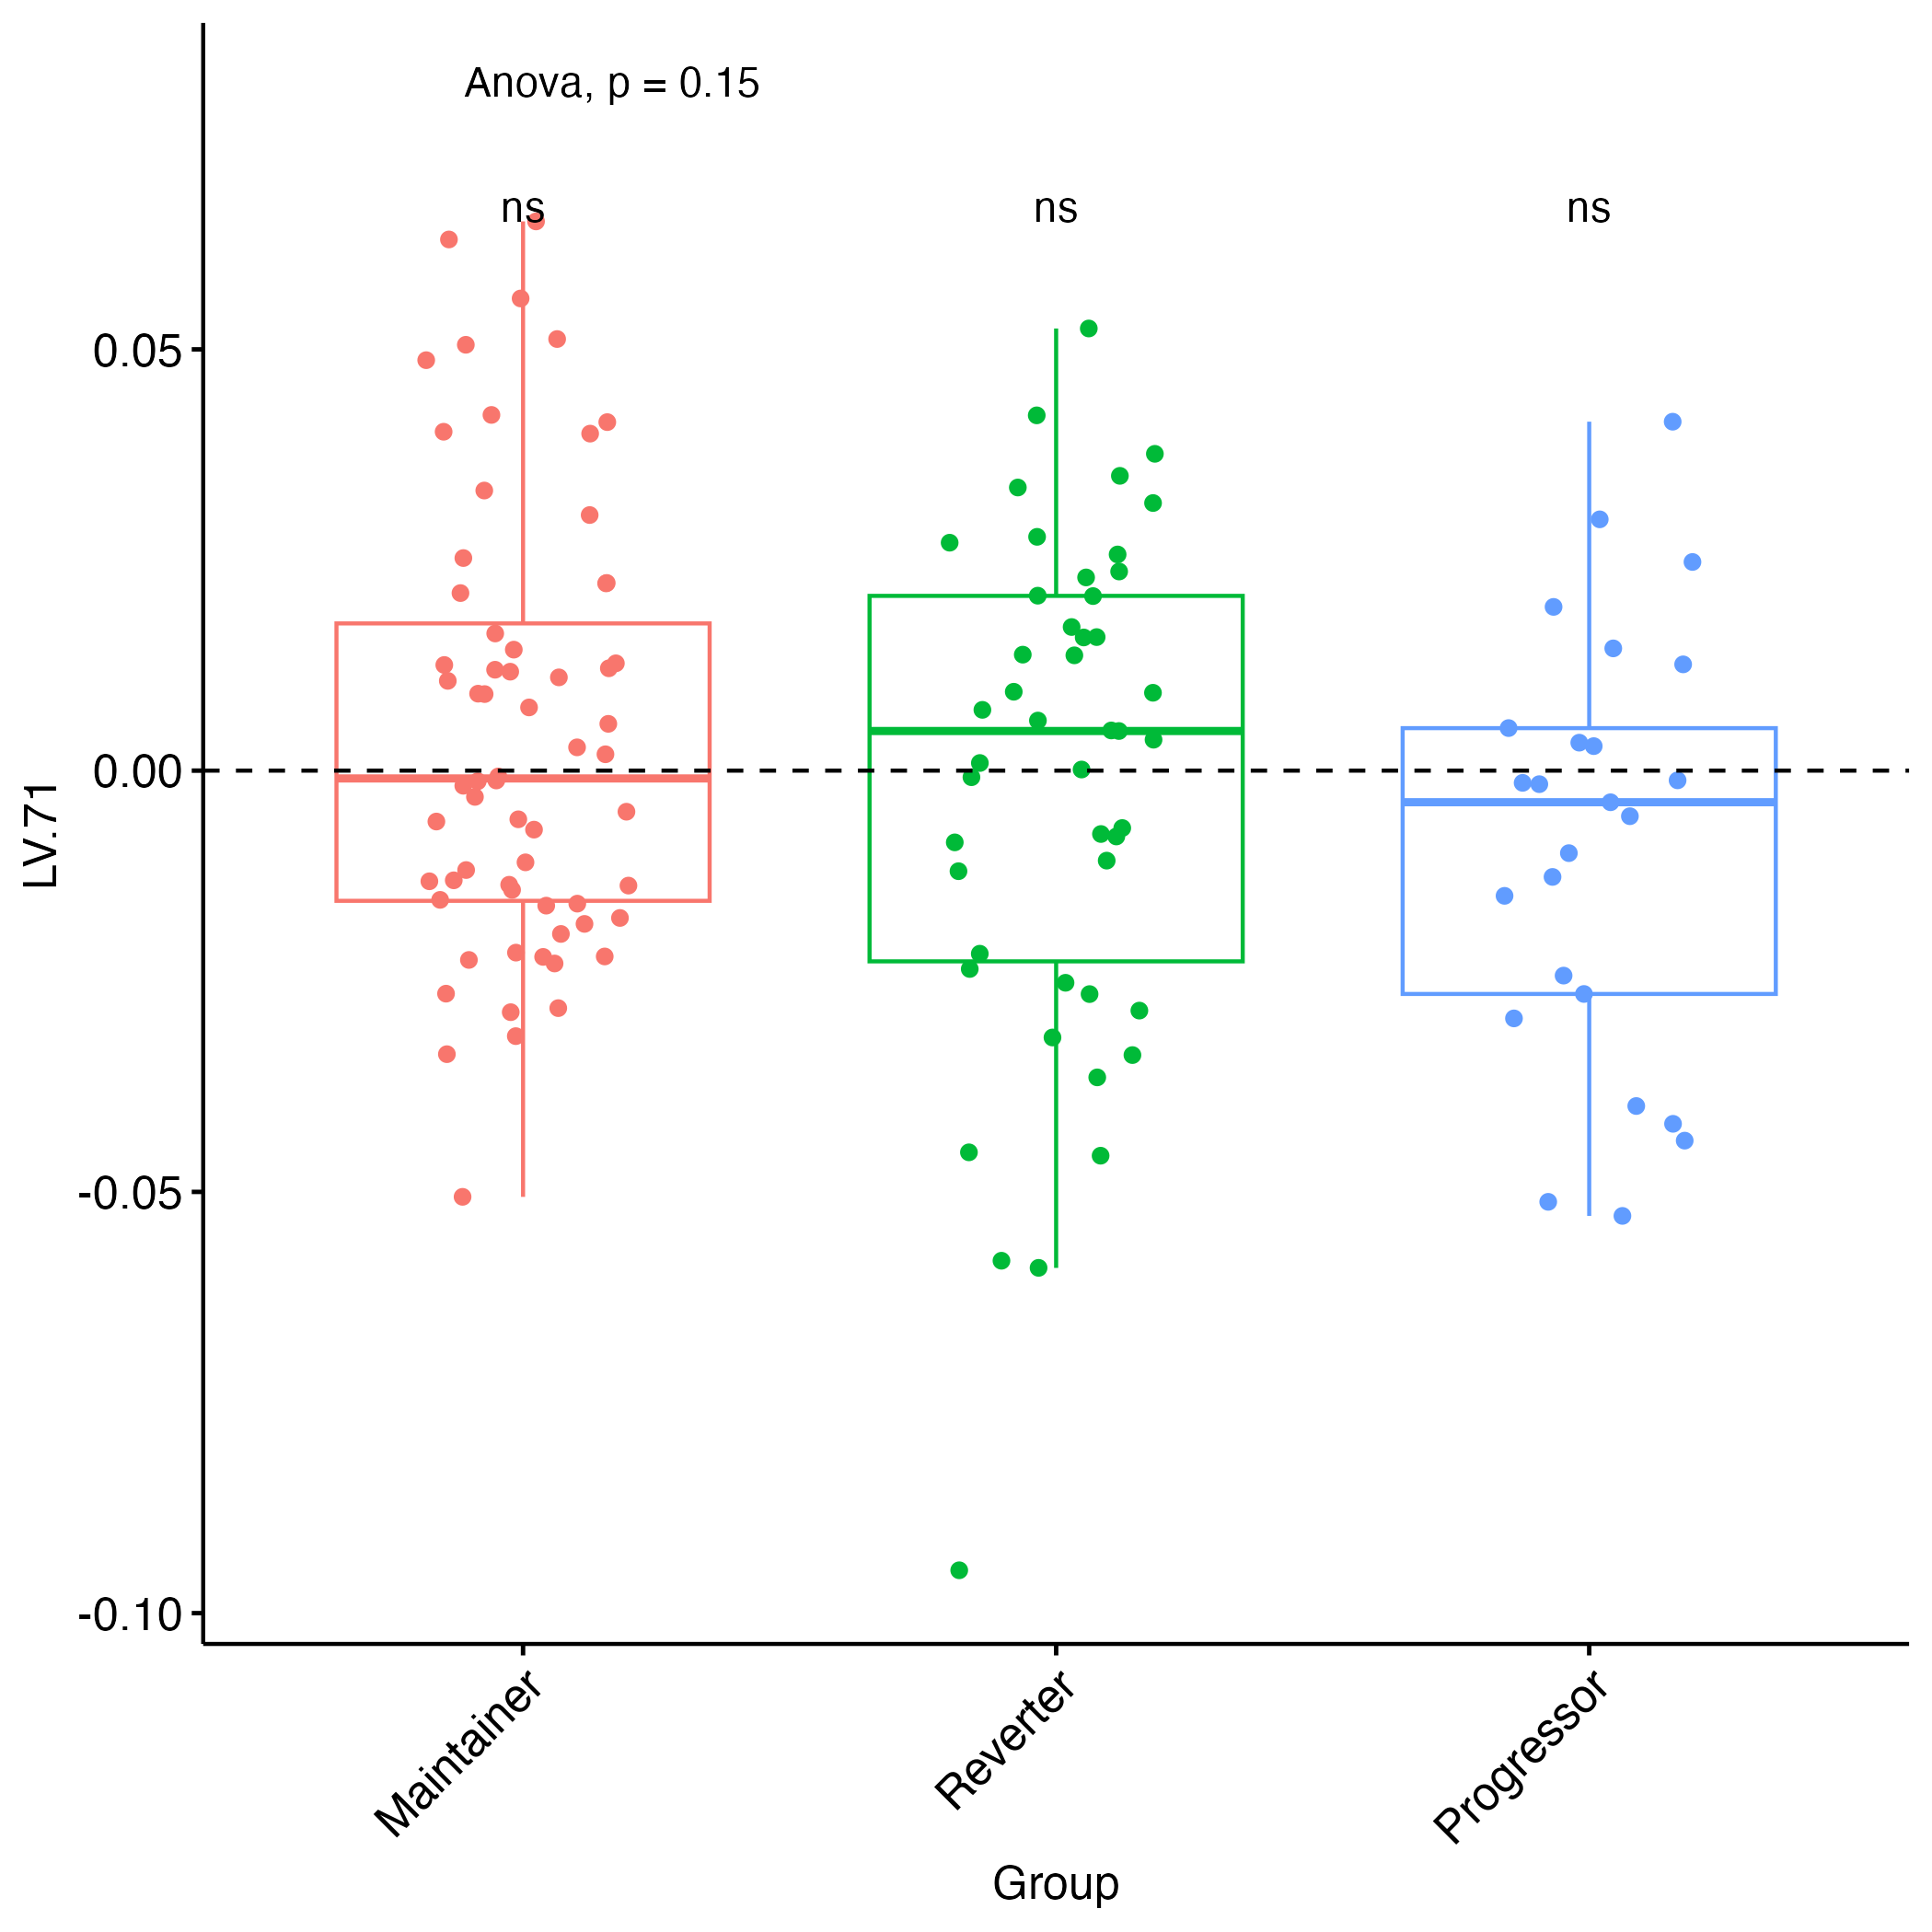 Anova, p = 0.15
ns
ns
ns
0.05
0.00
-0.05
-0.10
LV.71
Maintainer
Reverter
Progressor
Group